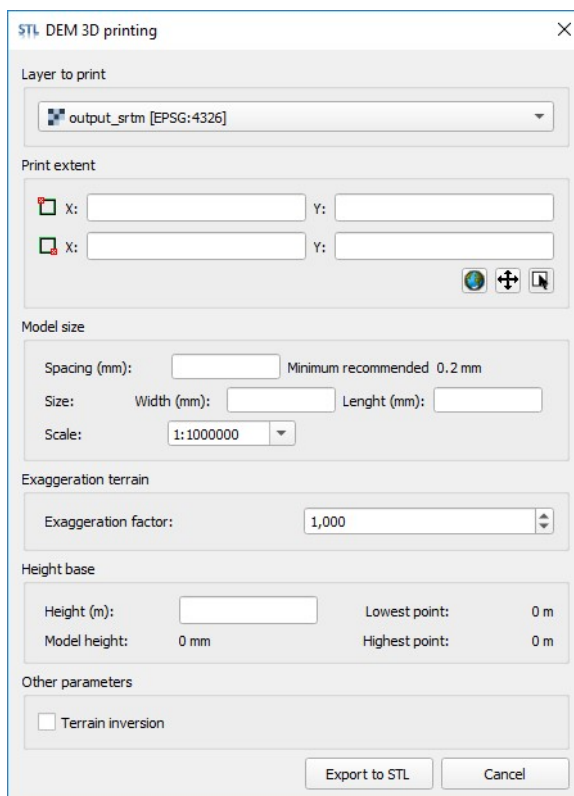 STL DEM 3D printing
Layer to print
output_srtm [EPSG:4326]
Print extent
X: Y:
X: Y:
Model size
Spacing (mm): Minimum recommended 0.2 mm
Size: Width (mm): Lenght (mm):
Scale: 1:1000000
Exaggeration terrain
Exaggeration factor: 1,000
Height base
Height (m): Lowest point: 0 m
Model height: 0 mm Highest point: 0 m
Other parameters
Terrain inversion
Export to STL Cancel